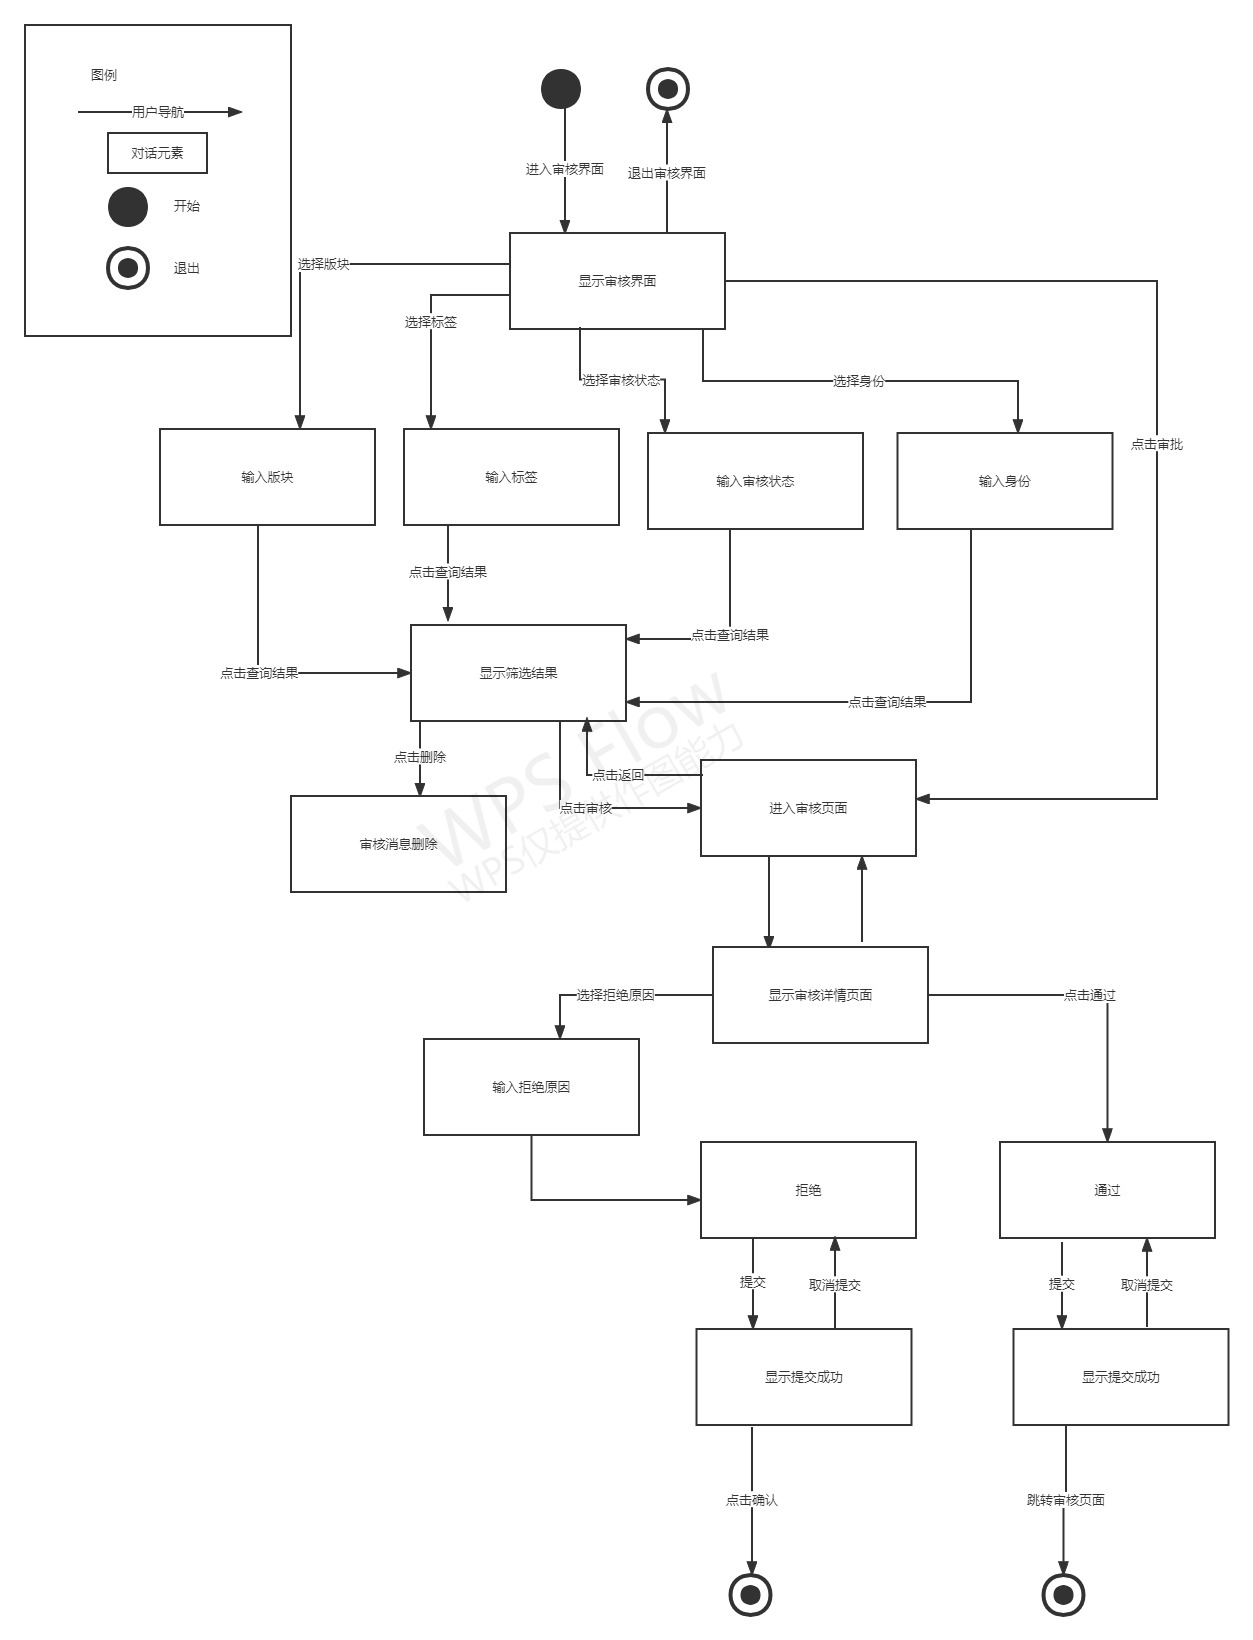 图例
用户导航
对话元素
开始
退出
进入审核界面
退出审核界面
显示审核界面
选择版块
选择标签
选择审核状态
选择身份
点击审批
输入版块
输入标签
输入审核状态
输入身份
点击查询结果
点击查询结果
点击查询结果
点击查询结果
显示筛选结果
点击删除
点击返回
点击审核
进入审核页面
审核消息删除
WPS Flow
WPS仅提供作图能力
显示审核详情页面
选择拒绝原因
点击通过
输入拒绝原因
拒绝
通过
提交
取消提交
提交
取消提交
显示提交成功
显示提交成功
点击确认
跳转审核页面